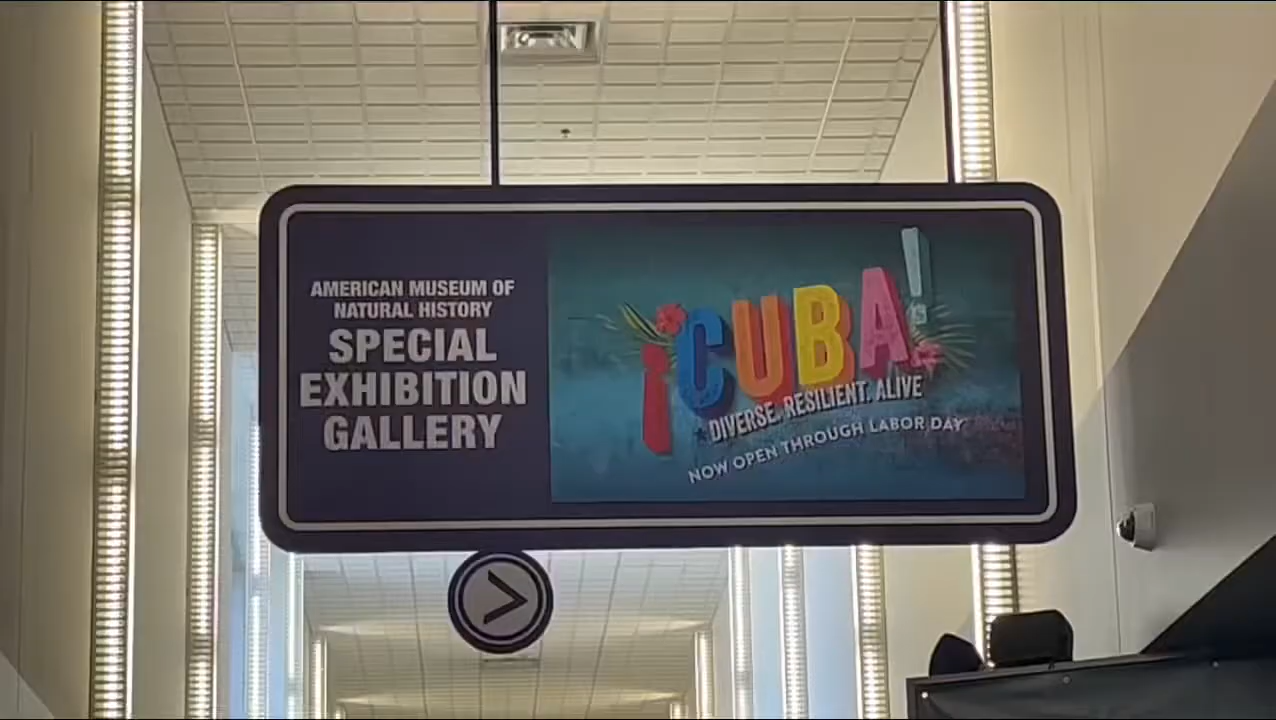 AMERICAN MUSEUM OF
NATURAL HISTORY
SPECIAL
EXHIBITION
GALLERY
¡CUBA!
DIVERSE. RESILIENT. ALIVE
NOW OPEN THROUGH LABOR DAY